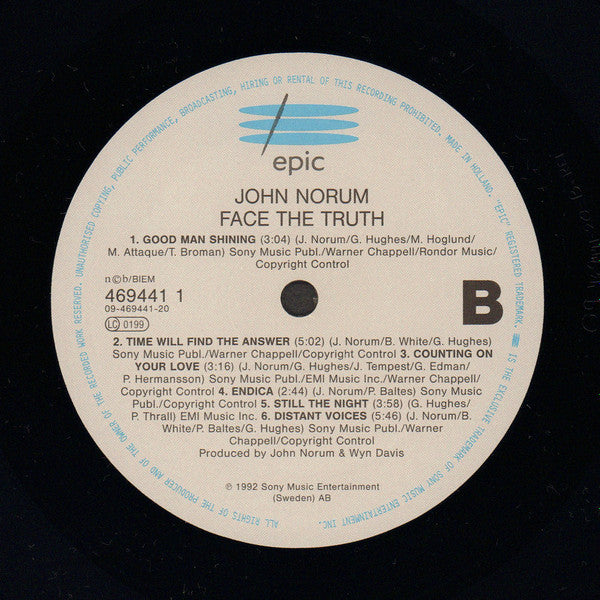 UNAUTHORISED COPYING, PUBLIC PERFORMANCE, BROADCASTING, HIRING OR RENTAL OF THIS RECORDING PROHIBITED. MADE IN HOLLAND. "EPIC" REGISTERED TRADEMARK.
IS THE EXCLUSIVE TRADEMARK OF SONY MUSIC ENTERTAINMENT INC.
ALL RIGHTS OF THE PRODUCER AND OF THE OWNER OF THE RECORDED WORK RESERVED.
epic
JOHN NORUM
FACE THE TRUTH
1. GOOD MAN SHINING (3:04) (J. Norum/G. Hughes/M. Hoglund/
M. Attaque/T. Broman) Sony Music Publ./Warner Chappell/Rondor Music/
Copyright Control
n©b/BIEM
469441 1
09-469441-20
LC 0199
B
2. TIME WILL FIND THE ANSWER (5:02) (J. Norum/B. White/G. Hughes)
Sony Music Publ./Warner Chappell/Copyright Control 3. COUNTING ON
YOUR LOVE (3:16) (J. Norum/G. Hughes/J. Tempest/G. Edman/
P. Hermansson) Sony Music Publ./EMI Music Inc./Warner Chappell/
Copyright Control 4. ENDICA (2:44) (J. Norum/P. Baltes) Sony Music
Publ./Copyright Control 5. STILL THE NIGHT (3:58) (G. Hughes/
P. Thrall) EMI Music Inc. 6. DISTANT VOICES (5:46) (J. Norum/B.
White/P. Baltes/G. Hughes) Sony Music Publ./Warner
Chappell/Copyright Control
Produced by John Norum & Wyn Davis
℗ 1992 Sony Music Entertainment
(Sweden) AB